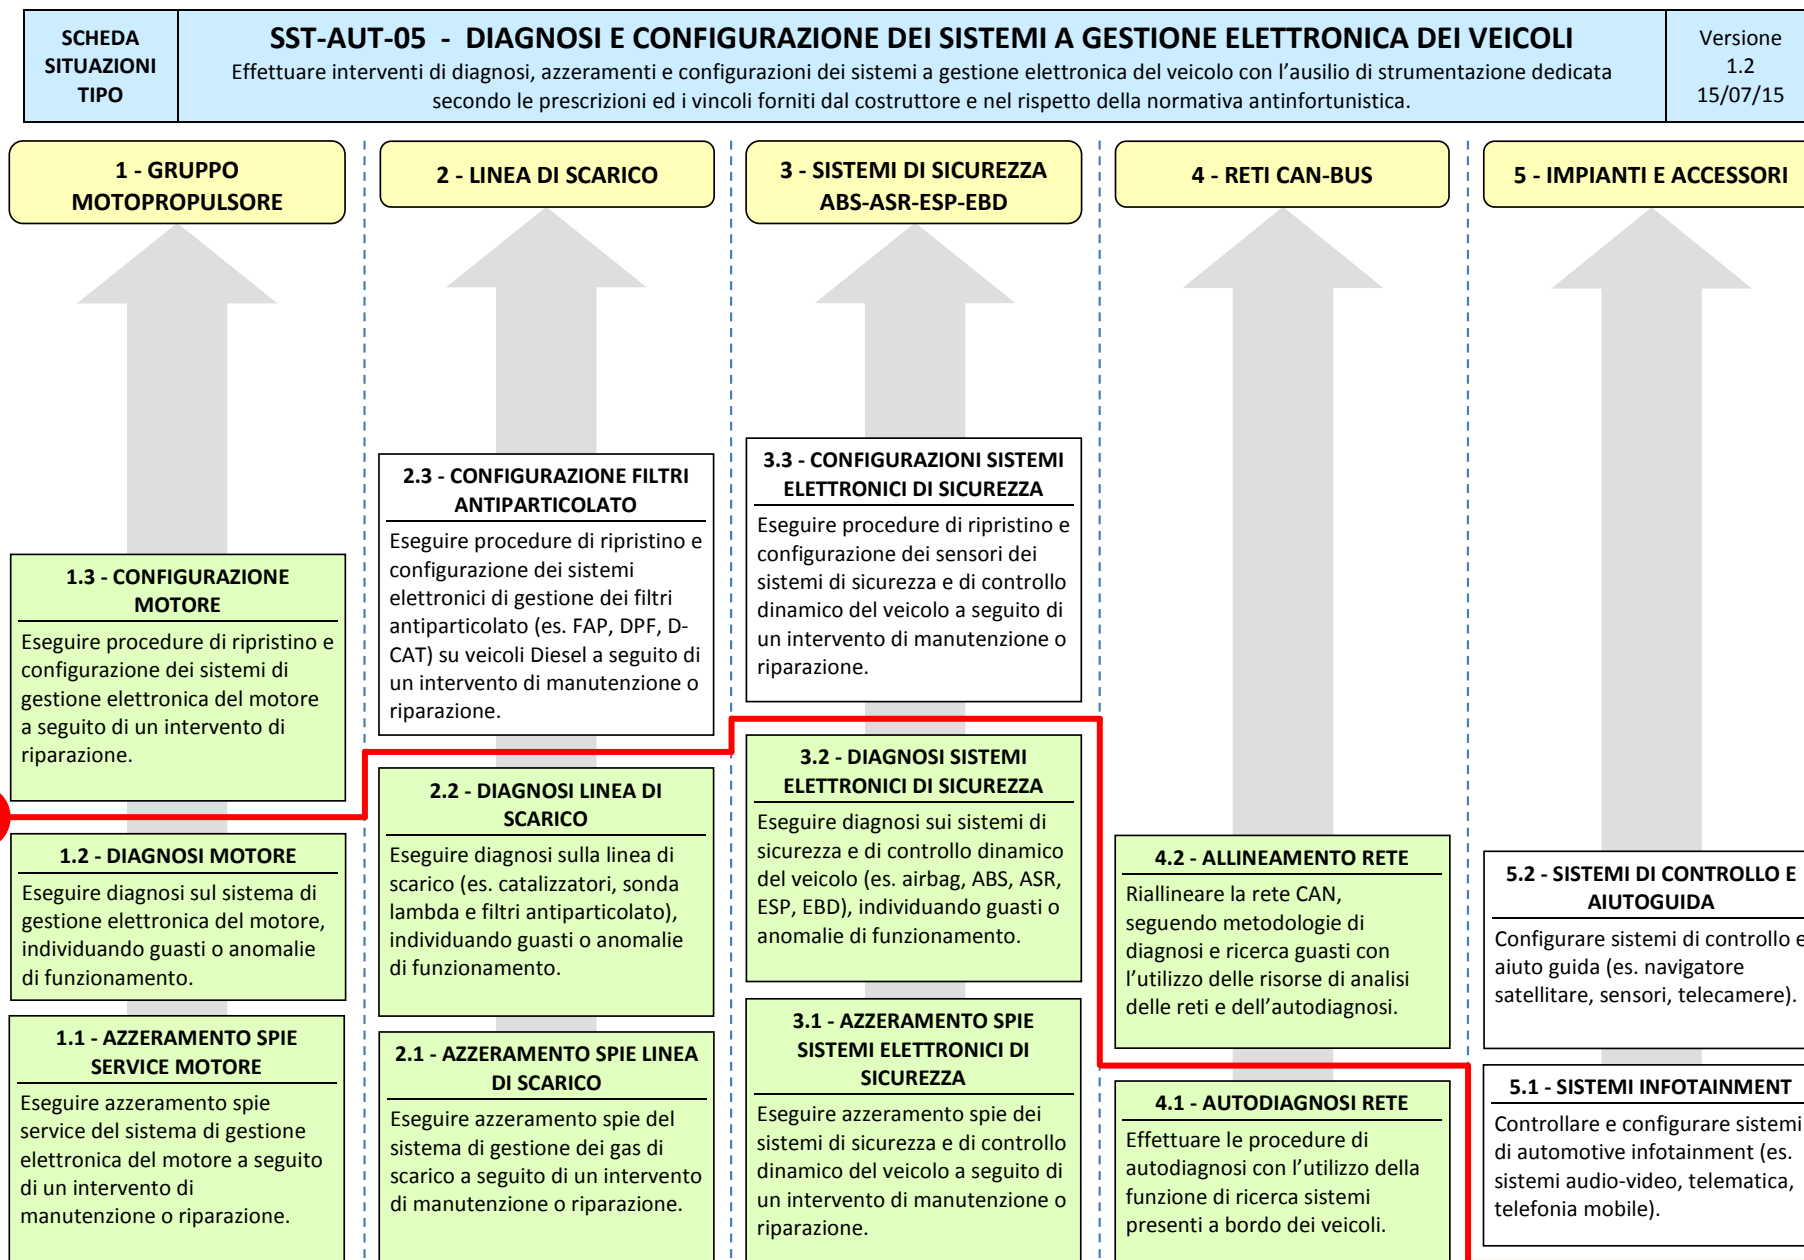 SCHEDA
SITUAZIONI
TIPO
SST-AUT-05 - DIAGNOSI E CONFIGURAZIONE DEI SISTEMI A GESTIONE ELETTRONICA DEI VEICOLI
Effettuare interventi di diagnosi, azzeramenti e configurazioni dei sistemi a gestione elettronica del veicolo con l’ausilio di strumentazione dedicata
secondo le prescrizioni ed i vincoli forniti dal costruttore e nel rispetto della normativa antinfortunistica.
Versione
1.2
15/07/15
1 - GRUPPO
MOTOPROPULSORE
2 - LINEA DI SCARICO
3 - SISTEMI DI SICUREZZA
ABS-ASR-ESP-EBD
4 - RETI CAN-BUS
5 - IMPIANTI E ACCESSORI
1.3 - CONFIGURAZIONE
MOTORE
Eseguire procedure di ripristino e
configurazione dei sistemi di
gestione elettronica del motore
a seguito di un intervento di
riparazione.
1.2 - DIAGNOSI MOTORE
Eseguire diagnosi sul sistema di
gestione elettronica del motore,
individuando guasti o anomalie
di funzionamento.
1.1 - AZZERAMENTO SPIE
SERVICE MOTORE
Eseguire azzeramento spie
service del sistema di gestione
elettronica del motore a seguito
di un intervento di
manutenzione o riparazione.
2.3 - CONFIGURAZIONE FILTRI
ANTIPARTICOLATO
Eseguire procedure di ripristino e
configurazione dei sistemi
elettronici di gestione dei filtri
antiparticolato (es. FAP, DPF, D-
CAT) su veicoli Diesel a seguito di
un intervento di manutenzione o
riparazione.
2.2 - DIAGNOSI LINEA DI
SCARICO
Eseguire diagnosi sulla linea di
scarico (es. catalizzatori, sonda
lambda e filtri antiparticolato),
individuando guasti o anomalie
di funzionamento.
2.1 - AZZERAMENTO SPIE LINEA
DI SCARICO
Eseguire azzeramento spie del
sistema di gestione dei gas di
scarico a seguito di un intervento
di manutenzione o riparazione.
3.3 - CONFIGURAZIONI SISTEMI
ELETTRONICI DI SICUREZZA
Eseguire procedure di ripristino e
configurazione dei sensori dei
sistemi di sicurezza e di controllo
dinamico del veicolo a seguito di
un intervento di manutenzione o
riparazione.
3.2 - DIAGNOSI SISTEMI
ELETTRONICI DI SICUREZZA
Eseguire diagnosi sui sistemi di
sicurezza e di controllo dinamico
del veicolo (es. airbag, ABS, ASR,
ESP, EBD), individuando guasti o
anomalie di funzionamento.
3.1 - AZZERAMENTO SPIE
SISTEMI ELETTRONICI DI
SICUREZZA
Eseguire azzeramento spie dei
sistemi di sicurezza e di controllo
dinamico del veicolo a seguito di
un intervento di manutenzione o
riparazione.
4.2 - ALLINEAMENTO RETE
Riallineare la rete CAN,
seguendo metodologie di
diagnosi e ricerca guasti con
l’utilizzo delle risorse di analisi
delle reti e dell’autodiagnosi.
4.1 - AUTODIAGNOSI RETE
Effettuare le procedure di
autodiagnosi con l’utilizzo della
funzione di ricerca sistemi
presenti a bordo dei veicoli.
5.2 - SISTEMI DI CONTROLLO E
AIUTOGUIDA
Configurare sistemi di controllo e
aiuto guida (es. navigatore
satellitare, sensori, telecamere).
5.1 - SISTEMI INFOTAINMENT
Controllare e configurare sistemi
di automotive infotainment (es.
sistemi audio-video, telematica,
telefonia mobile).